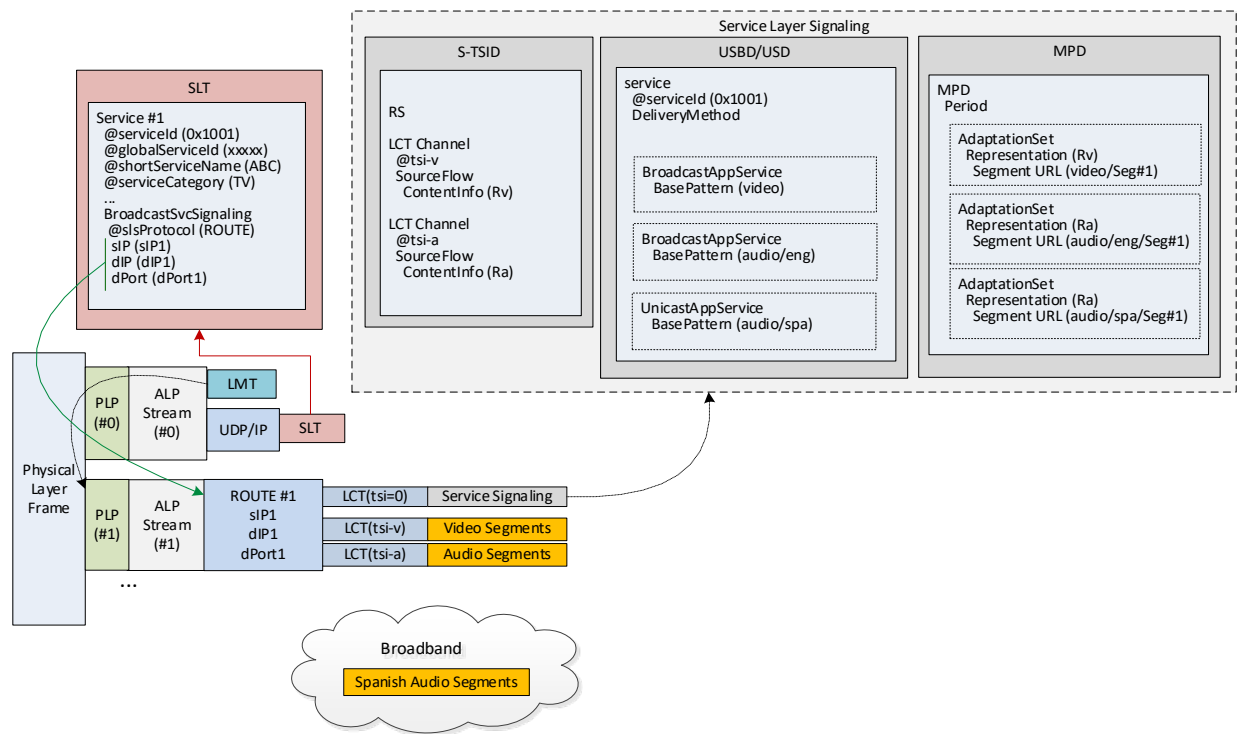 Service Layer Signaling
S-TSID
RS
LCT Channel
@tsi-v
SourceFlow
ContentInfo (Rv)
LCT Channel
@tsi-a
SourceFlow
ContentInfo (Ra)
USBD/USD
service
@serviceId (0x1001)
DeliveryMethod
BroadcastAppService
BasePattern (video)
BroadcastAppService
BasePattern (audio/eng)
UnicastAppService
BasePattern (audio/spa)
MPD
MPD
Period
AdaptationSet
Representation (Rv)
Segment URL (video/Seg#1)
AdaptationSet
Representation (Ra)
Segment URL (audio/eng/Seg#1)
AdaptationSet
Representation (Ra)
Segment URL (audio/spa/Seg#1)
SLT
Service #1
@serviceId (0x1001)
@globalServiceId (xxxxx)
@shortServiceName (ABC)
@serviceCategory (TV)
...
BroadcastSvcSignaling
@slsProtocol (ROUTE)
sIP (sIP1)
dIP (dIP1)
dPort (dPort1)
Physical
Layer
Frame
PLP
(#0)
ALP
Stream
(#0)
LMT
UDP/IP
SLT
PLP
(#1)
ALP
Stream
(#1)
ROUTE #1
sIP1
dIP1
dPort1
LCT(tsi=0)
Service Signaling
LCT(tsi-v)
Video Segments
LCT(tsi-a)
Audio Segments
...
Broadband
Spanish Audio Segments